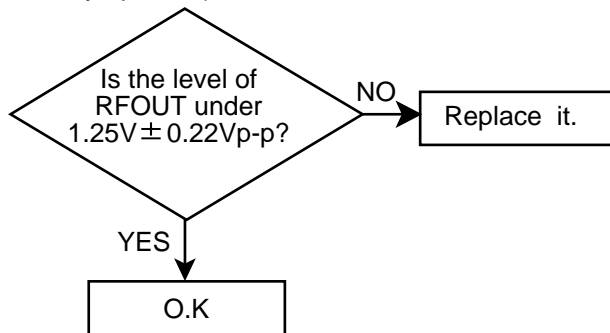 Is the level of
RFOUT under
1.25V±0.22Vp-p?
NO
Replace it.
YES
O.K